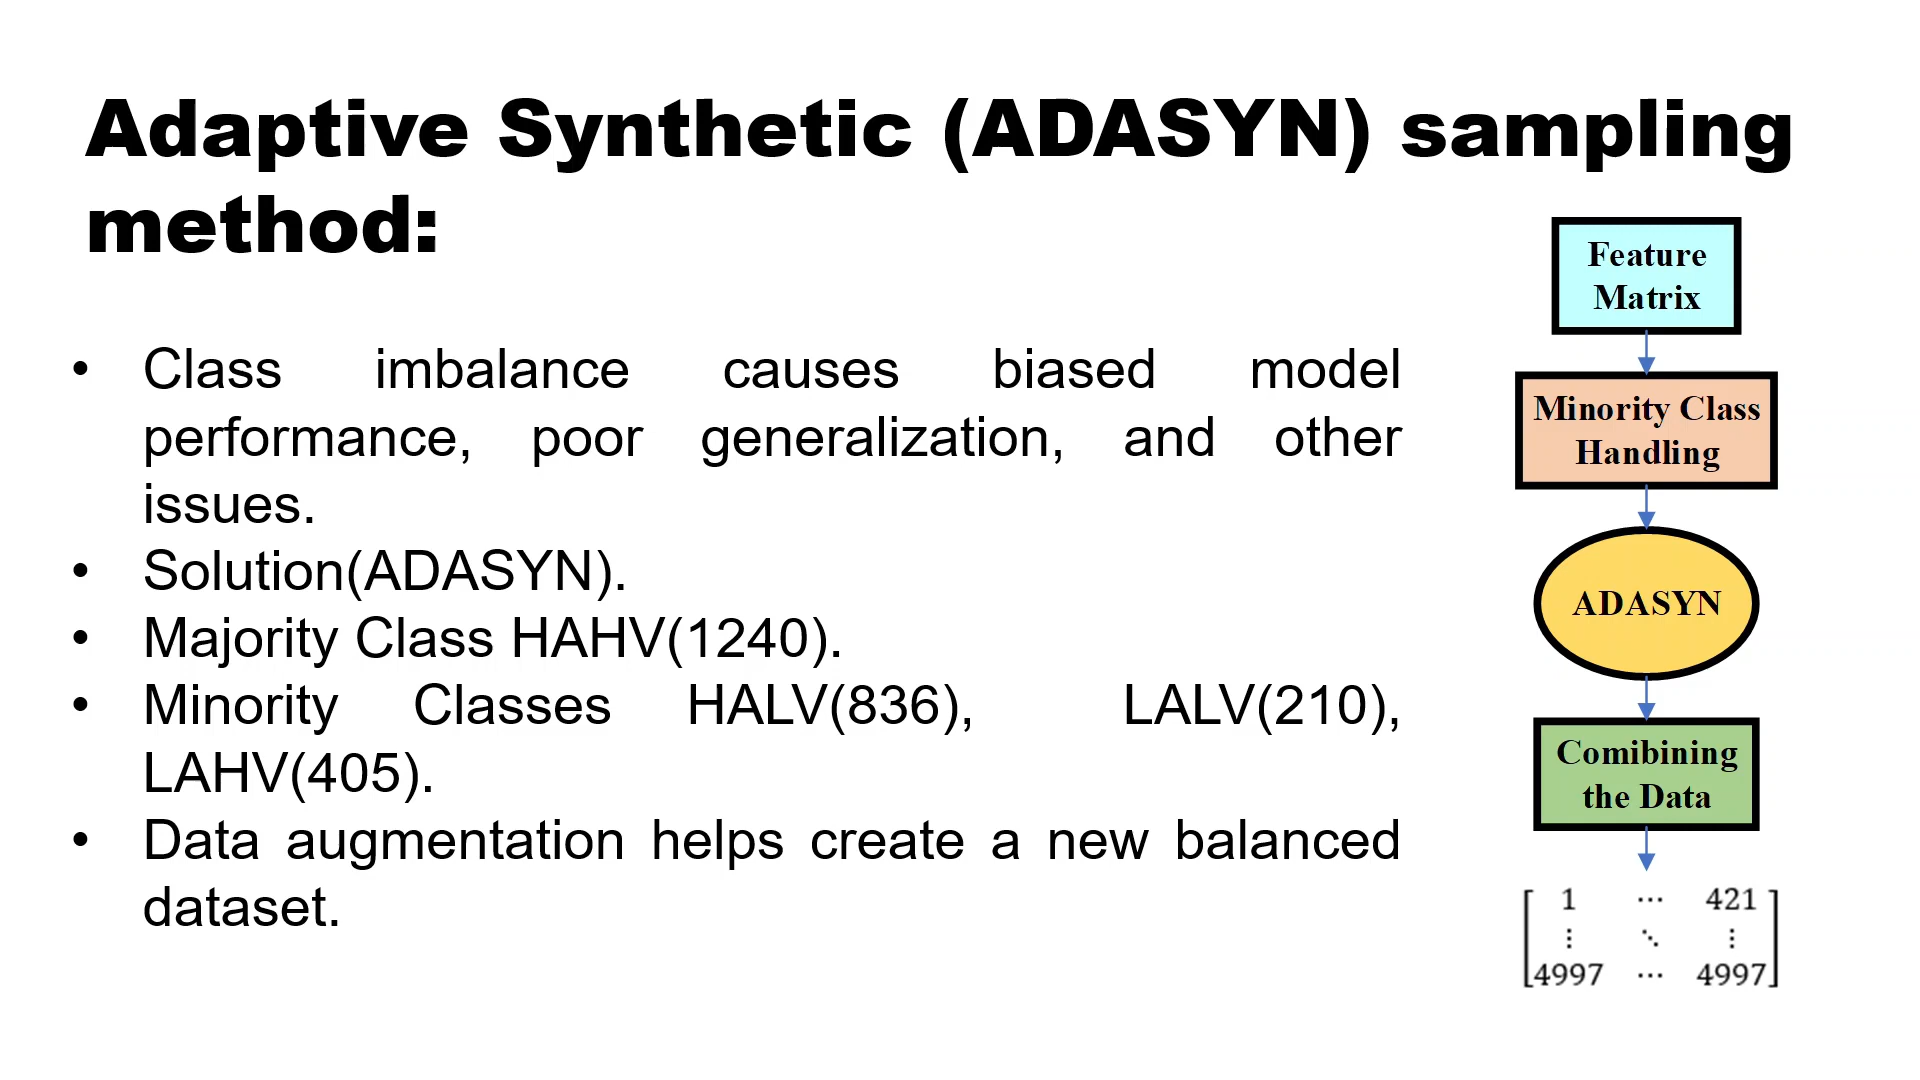 Adaptive Synthetic (ADASYN) sampling
method:
• Class imbalance causes biased model
performance, poor generalization, and other
issues.
• Solution(ADASYN).
• Majority Class HAHV(1240).
• Minority Classes HALV(836), LALV(210),
LAHV(405).
• Data augmentation helps create a new balanced
dataset.
Feature
Matrix
Minority Class
Handling
ADASYN
Comibining
the Data
1 ⋯ 421
⋮ ⋱ ⋮
4997 ⋯ 4997